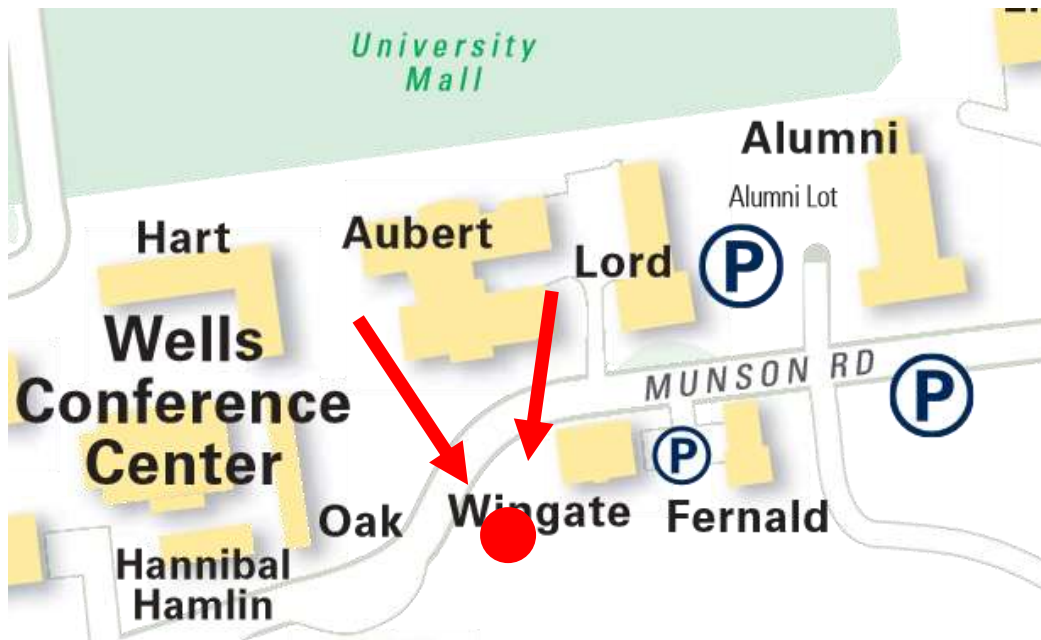 University
Mall
Alumni
Alumni Lot
Hart
Aubert
Lord
P
Wells
Conference
Center
MUNSON RD
P
P
Oak
Wingate
Fernald
Hannibal
Hamlin